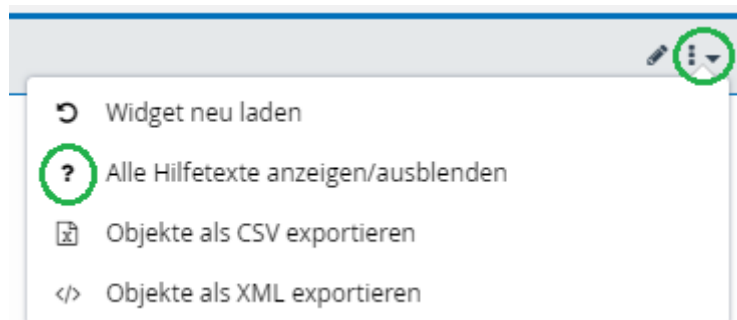 Widget neu laden
? Alle Hilfetexte anzeigen/ausblenden
Objekte als CSV exportieren
</> Objekte als XML exportieren